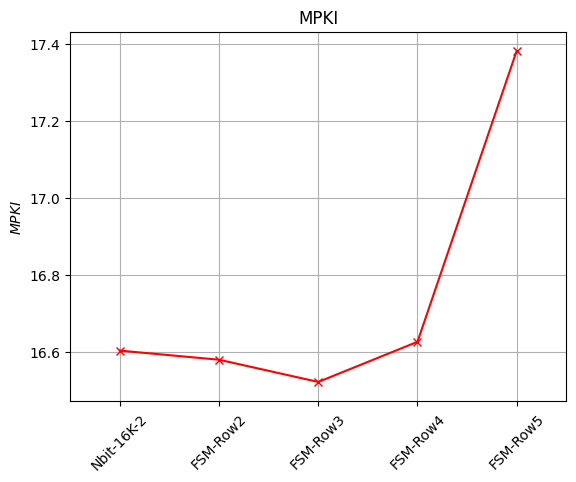 MPKI
17.4
17.2
17.0
16.8
16.6
MPKI
Nbit-16K-2
FSM-Row2
FSM-Row3
FSM-Row4
FSM-Row5